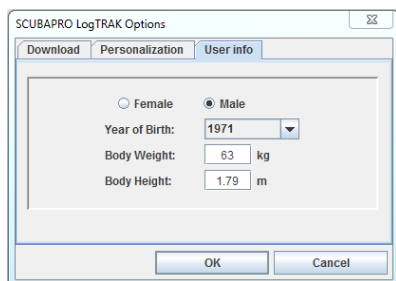 SCUBAPRO LogTRAK Options
Download Personalization User info
Female Male
Year of Birth: 1971
Body Weight: 63 kg
Body Height: 1.79 m
OK Cancel